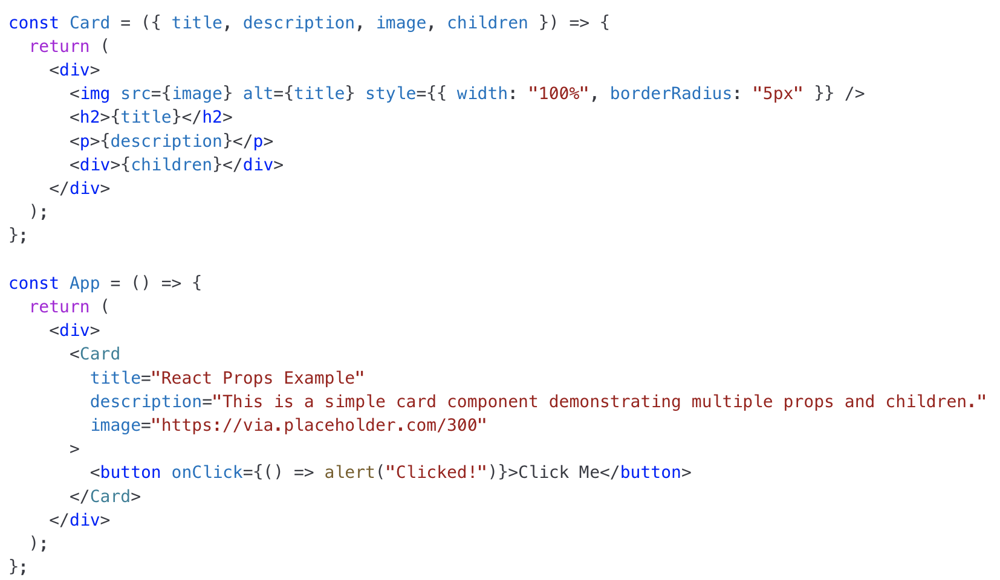 const Card = ({ title, description, image, children }) => {
  return (
    <div>
      <img src={image} alt={title} style={{ width: "100%", borderRadius: "5px" }} />
      <h2>{title}</h2>
      <p>{description}</p>
      <div>{children}</div>
    </div>
  );
};

const App = () => {
  return (
    <div>
      <Card
        title="React Props Example"
        description="This is a simple card component demonstrating multiple props and children."
        image="https://via.placeholder.com/300"
      >
        <button onClick={() => alert("Clicked!")}>Click Me</button>
      </Card>
    </div>
  );
};